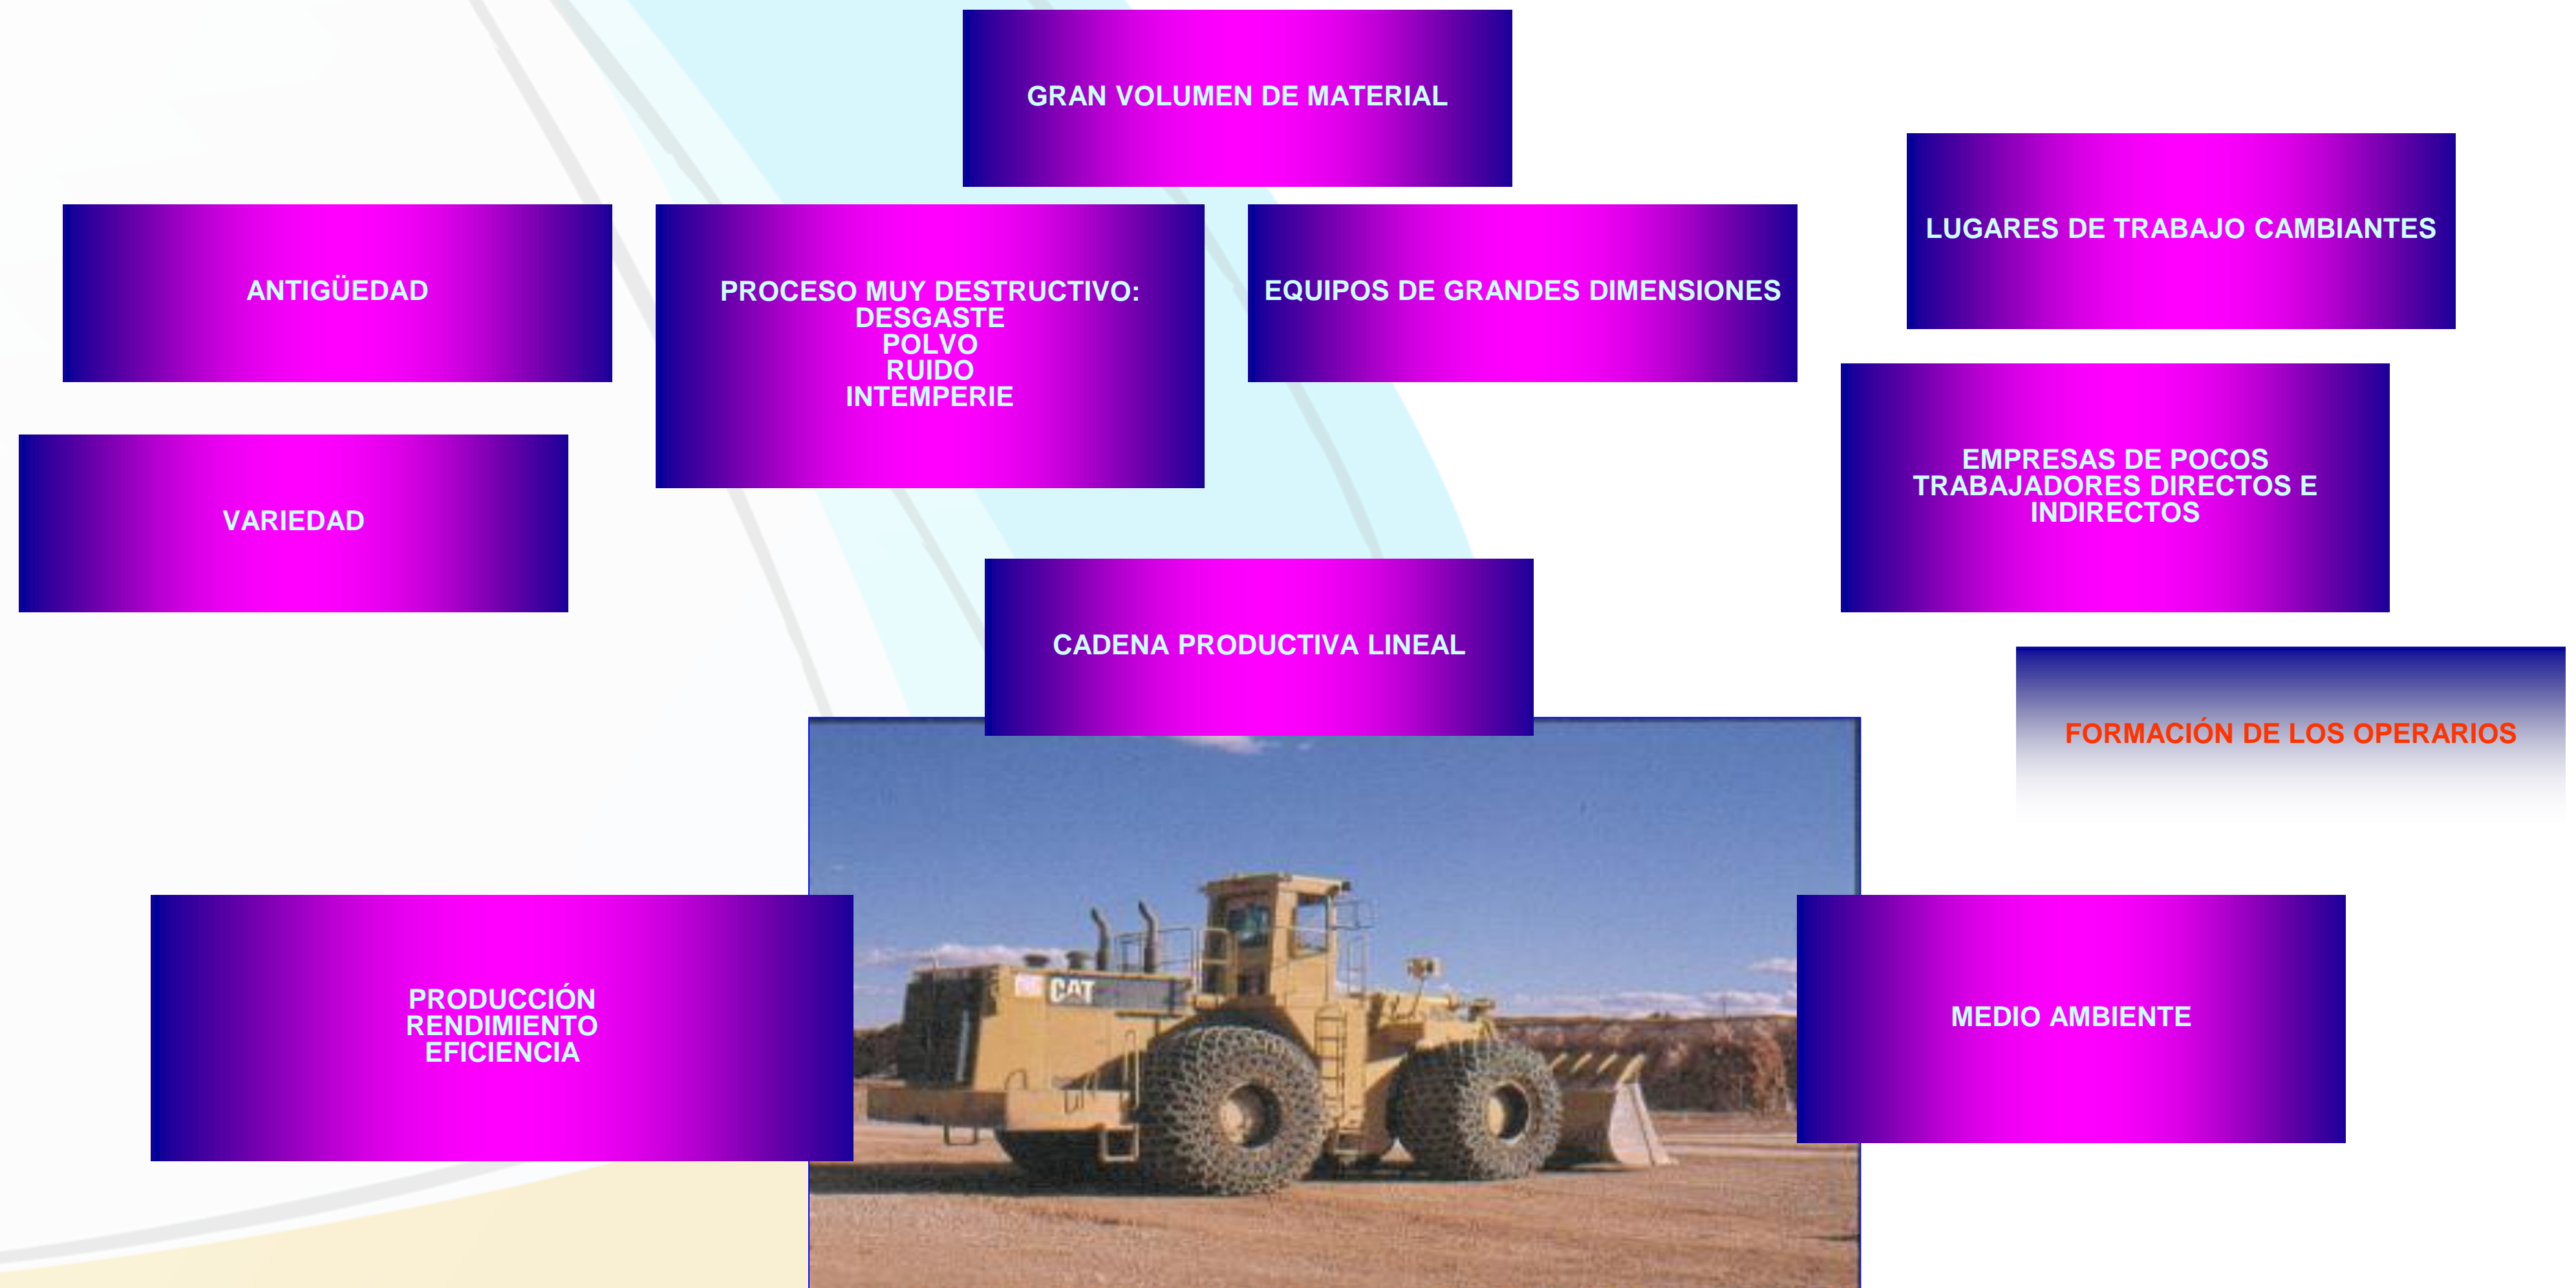 GRAN VOLUMEN DE MATERIAL
LUGARES DE TRABAJO CAMBIANTES
ANTIGÜEDAD
PROCESO MUY DESTRUCTIVO:
DESGASTE
POLVO
RUIDO
INTEMPERIE
EQUIPOS DE GRANDES DIMENSIONES
EMPRESAS DE POCOS
TRABAJADORES DIRECTOS E
INDIRECTOS
VARIEDAD
CADENA PRODUCTIVA LINEAL
FORMACIÓN DE LOS OPERARIOS
PRODUCCIÓN
RENDIMIENTO
EFICIENCIA
CAT
MEDIO AMBIENTE